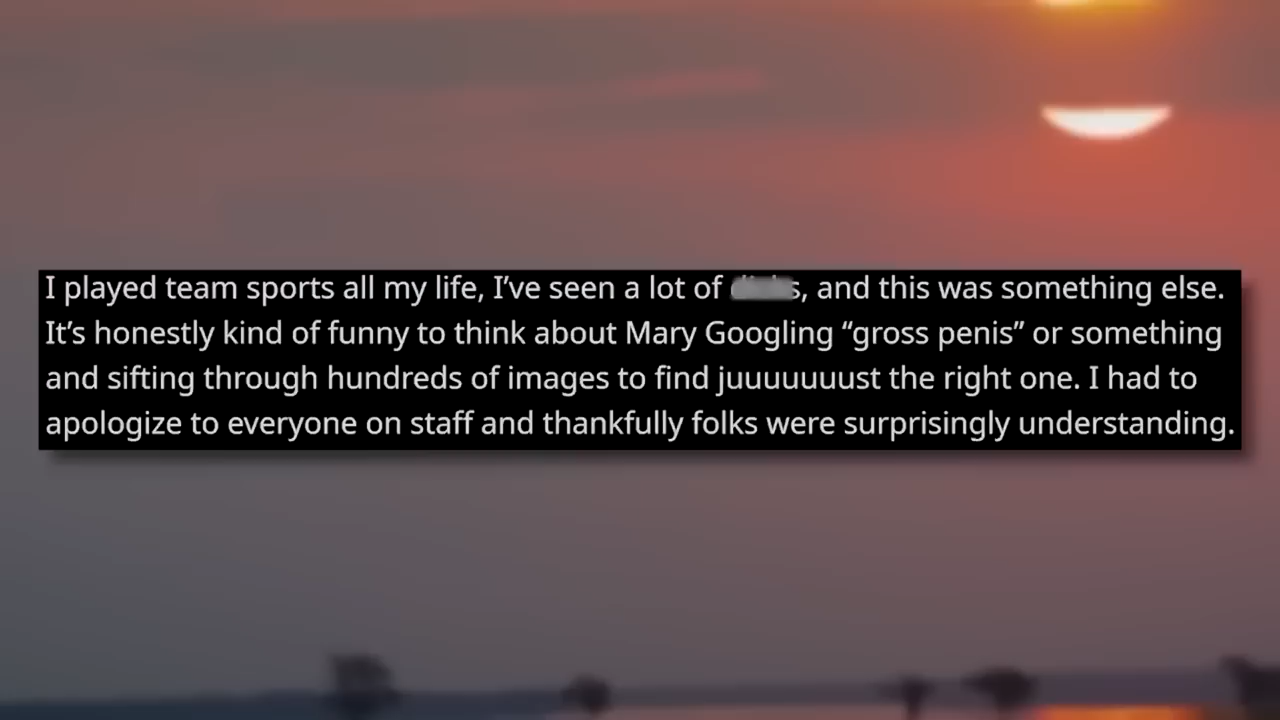 I played team sports all my life, I’ve seen a lot of , and this was something else.
It’s honestly kind of funny to think about Mary Googling “gross penis” or something
and sifting through hundreds of images to find juuuuuuust the right one. I had to
apologize to everyone on staff and thankfully folks were surprisingly understanding.